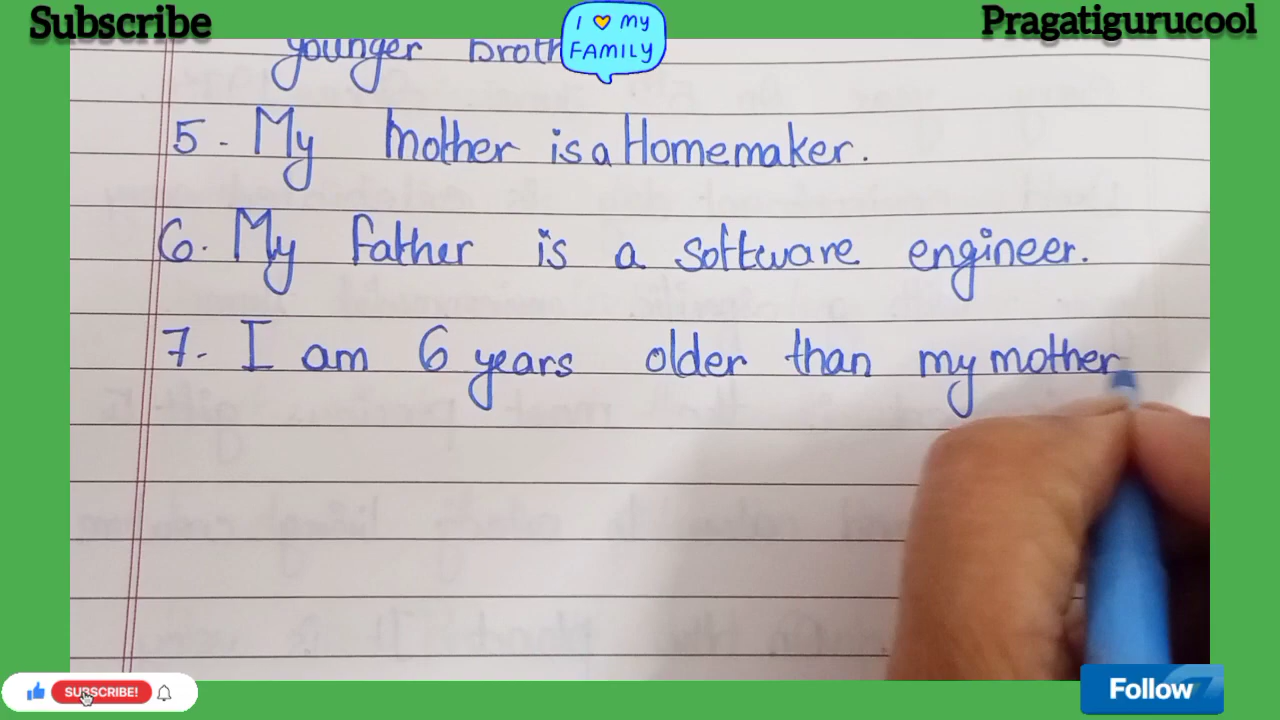 Subscribe
Pragatigurucool
I my
FAMILY
younger
5. My Mother is a Homemaker.
6. My father is a software engineer.
7. I am 6 years older than my mother
SUBSCRIBE!
Follow